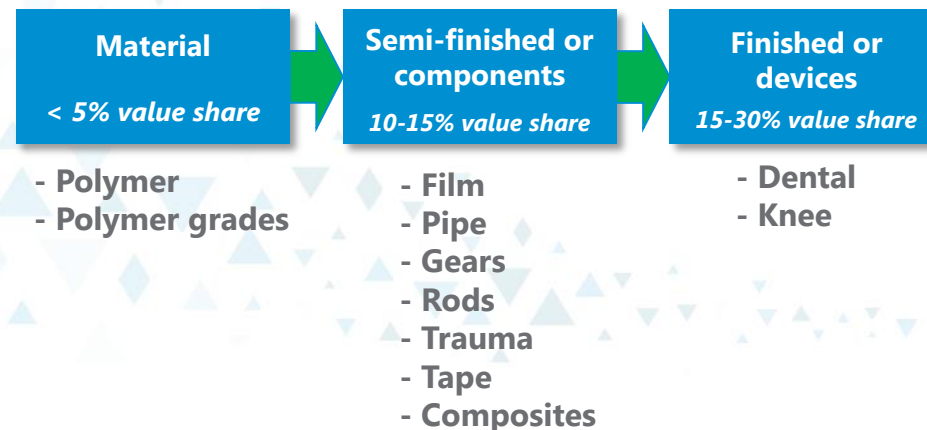 Material
< 5% value share
- Polymer
- Polymer grades
Semi-finished or
components
10-15% value share
- Film
- Pipe
- Gears
- Rods
- Trauma
- Tape
- Composites
Finished or
devices
15-30% value share
- Dental
- Knee